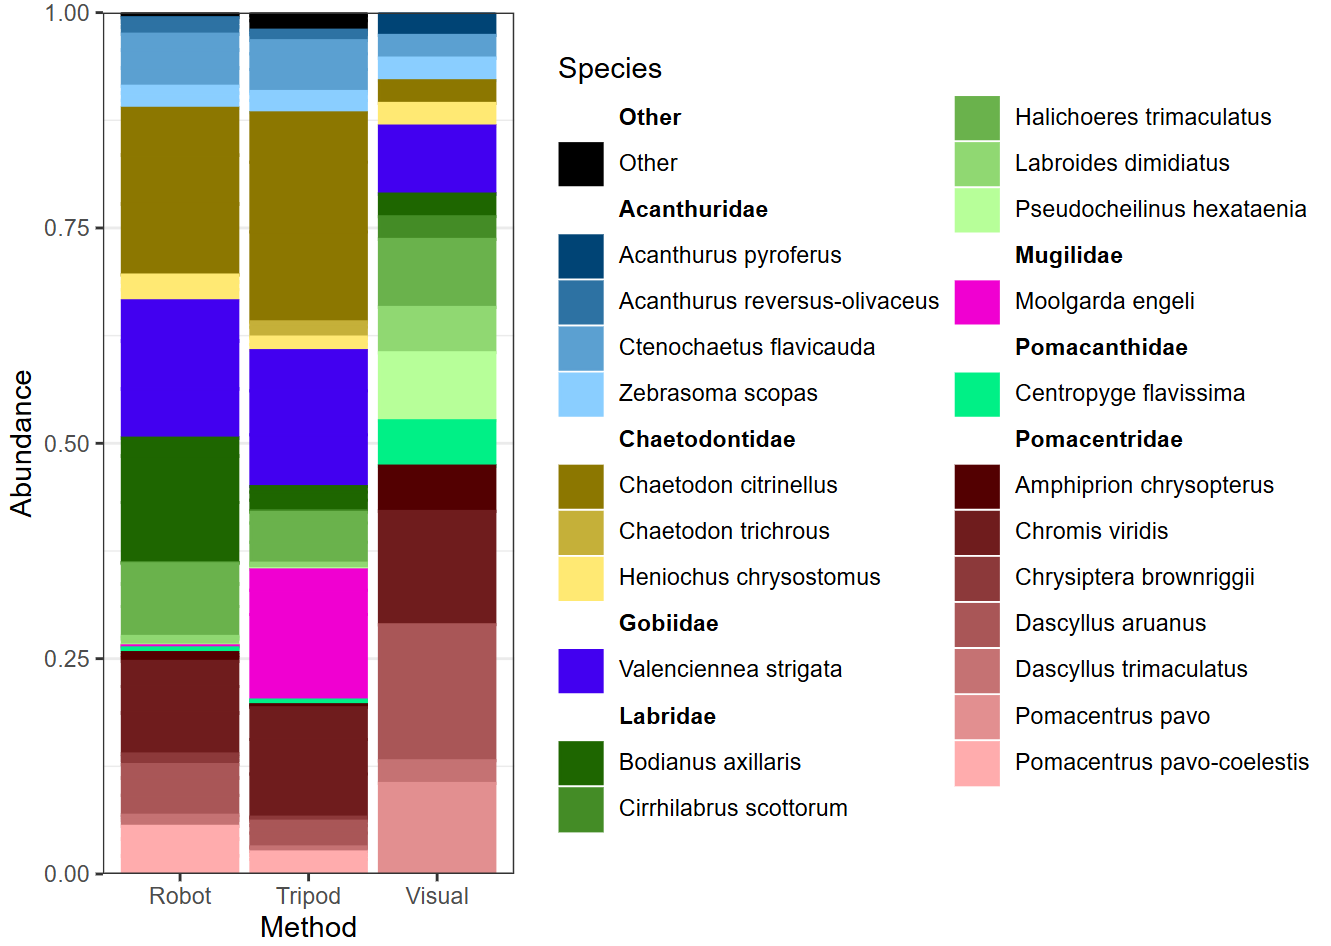 1.00
0.75
0.50
0.25
0.00
Abundance
Robot
Tripod
Visual
Method
Species
Other
Other
Acanthuridae
Acanthurus pyroferus
Acanthurus reversus-olivaceus
Ctenochaetus flavicauda
Zebrasoma scopas
Chaetodontidae
Chaetodon citrinellus
Chaetodon trichrous
Heniochus chrysostomus
Gobiidae
Valenciennea strigata
Labridae
Bodianus axillaris
Cirrhilabrus scottorum
Halichoeres trimaculatus
Labroides dimidiatus
Pseudocheilinus hexataenia
Mugilidae
Moolgarda engeli
Pomacanthidae
Centropyge flavissima
Pomacentridae
Amphiprion chrysopterus
Chromis viridis
Chrysiptera brownriggii
Dascyllus aruanus
Dascyllus trimaculatus
Pomacentrus pavo
Pomacentrus pavo-coelestis